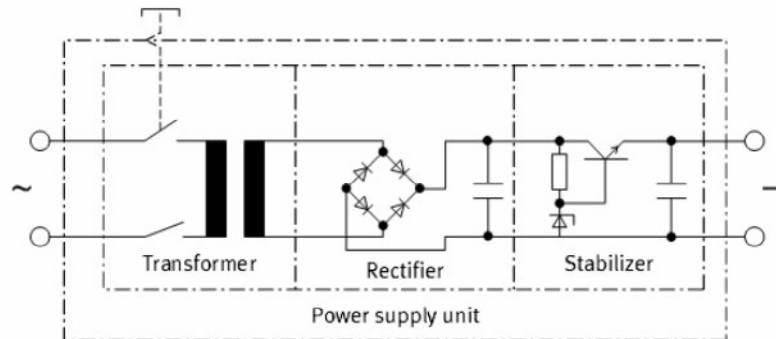 ~
Transformer
Rectifier
Stabilizer
Power supply unit